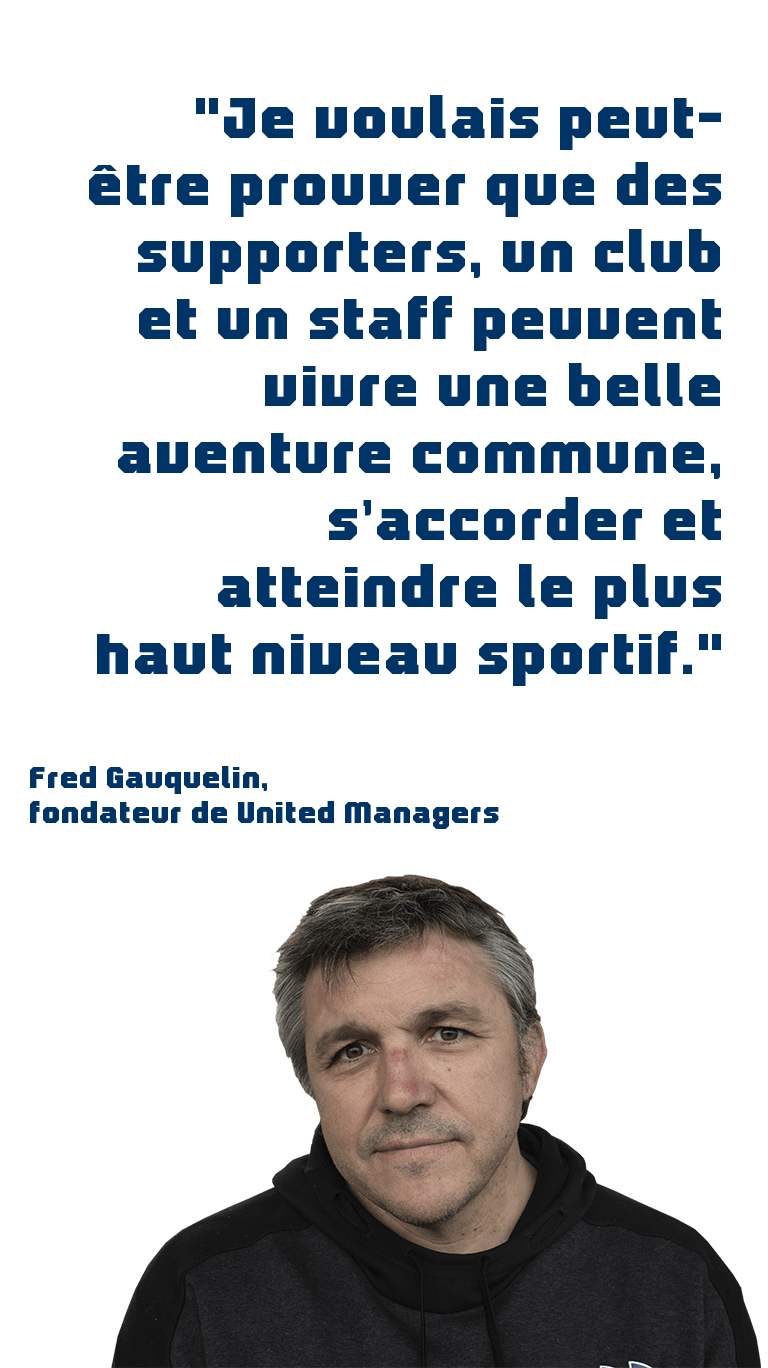 "Je voulais peut-
être prouver que des
supporters, un club
et un staff peuvent
vivre une belle
aventure commune,
s'accorder et
atteindre le plus
haut niveau sportif."
Fred Gauquelin,
fondateur de United Managers